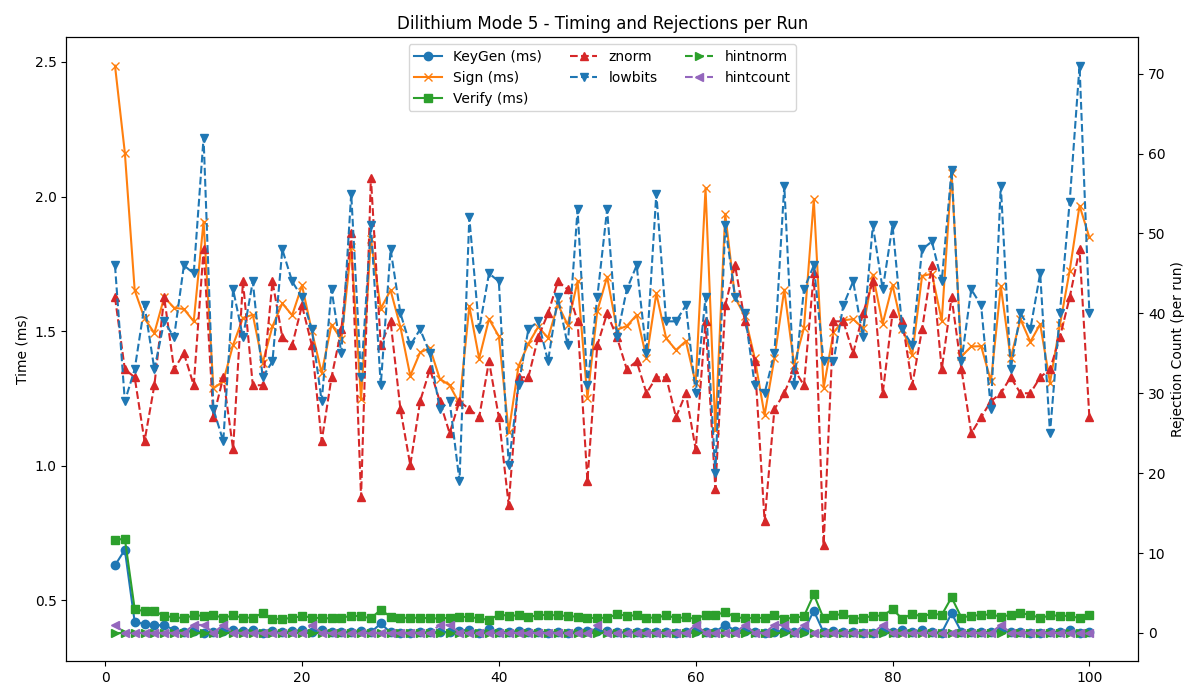 Dilithium Mode 5 - Timing and Rejections per Run
KeyGen (ms)
Sign (ms)
Verify (ms)
znorm
lowbits
hintnorm
hintcount
Time (ms)
2.5
2.0
1.5
1.0
0.5
Rejection Count (per run)
70
60
50
40
30
20
10
0
0 20 40 60 80 100